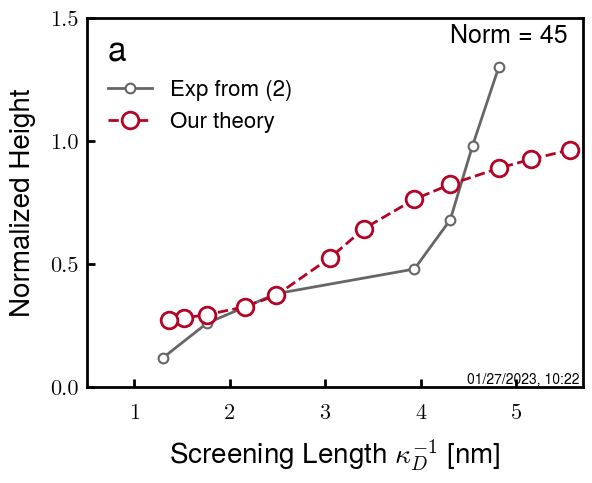 Norm = 45
a
Exp from (2)
Our theory
Normalized Height
1.5
1.0
0.5
0.0
01/27/2023, 10:22
1 2 3 4 5
Screening Length κ_D^{-1} [nm]